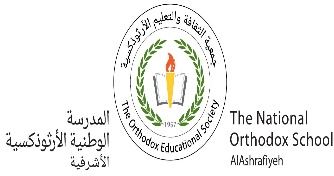 جمعية الثقافة والتعليم الأرثوذكسية
المدرسة
الوطنية الأرثوذكسية
الأشرفية
1957
The Orthodox Educational Society
The National
Orthodox School
AlAshrafiyeh